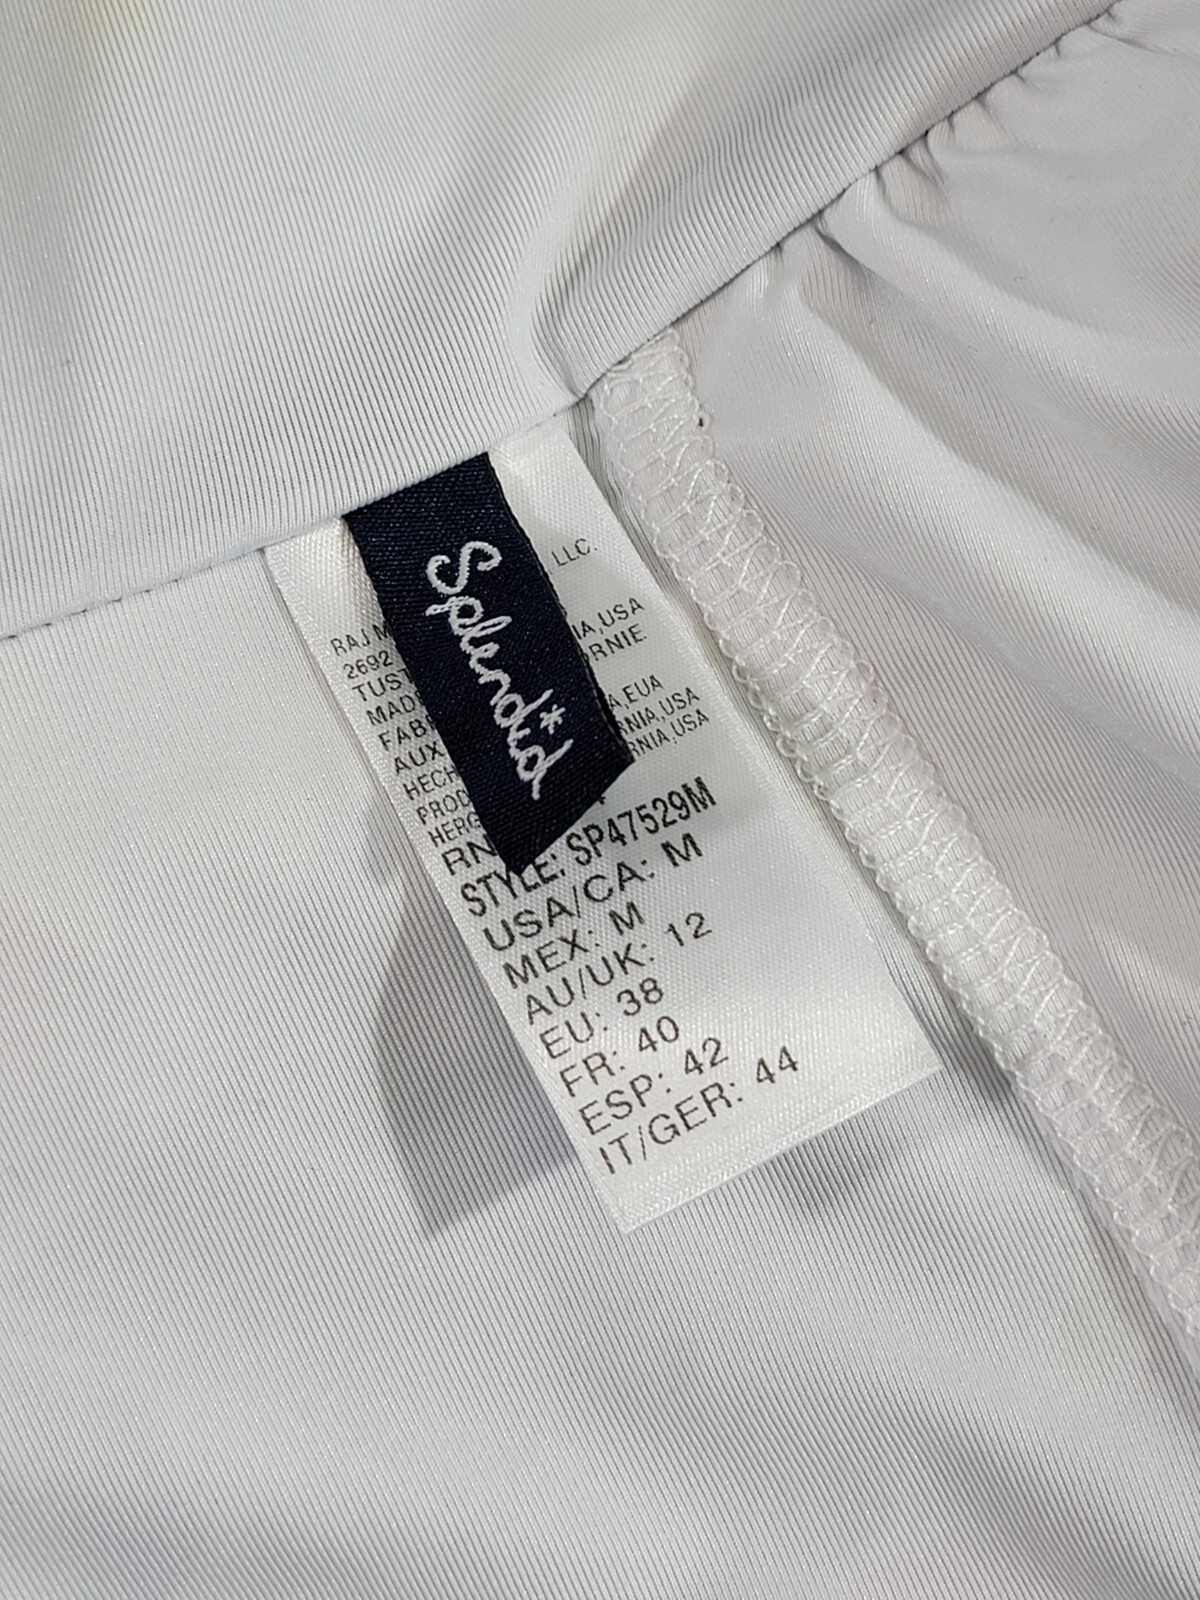 Splendid*
LLC.
RAJ M
2692
TUST IA, USA
MAD RNIE
FAB
AUX A, EUA
HECH RNIA, USA
PROD RNIA, USA
HERG
RN
STYLE: SP47529M
USA/CA: M
MEX: M
AU/UK: 12
EU: 38
FR: 40
ESP: 42
IT/GER: 44